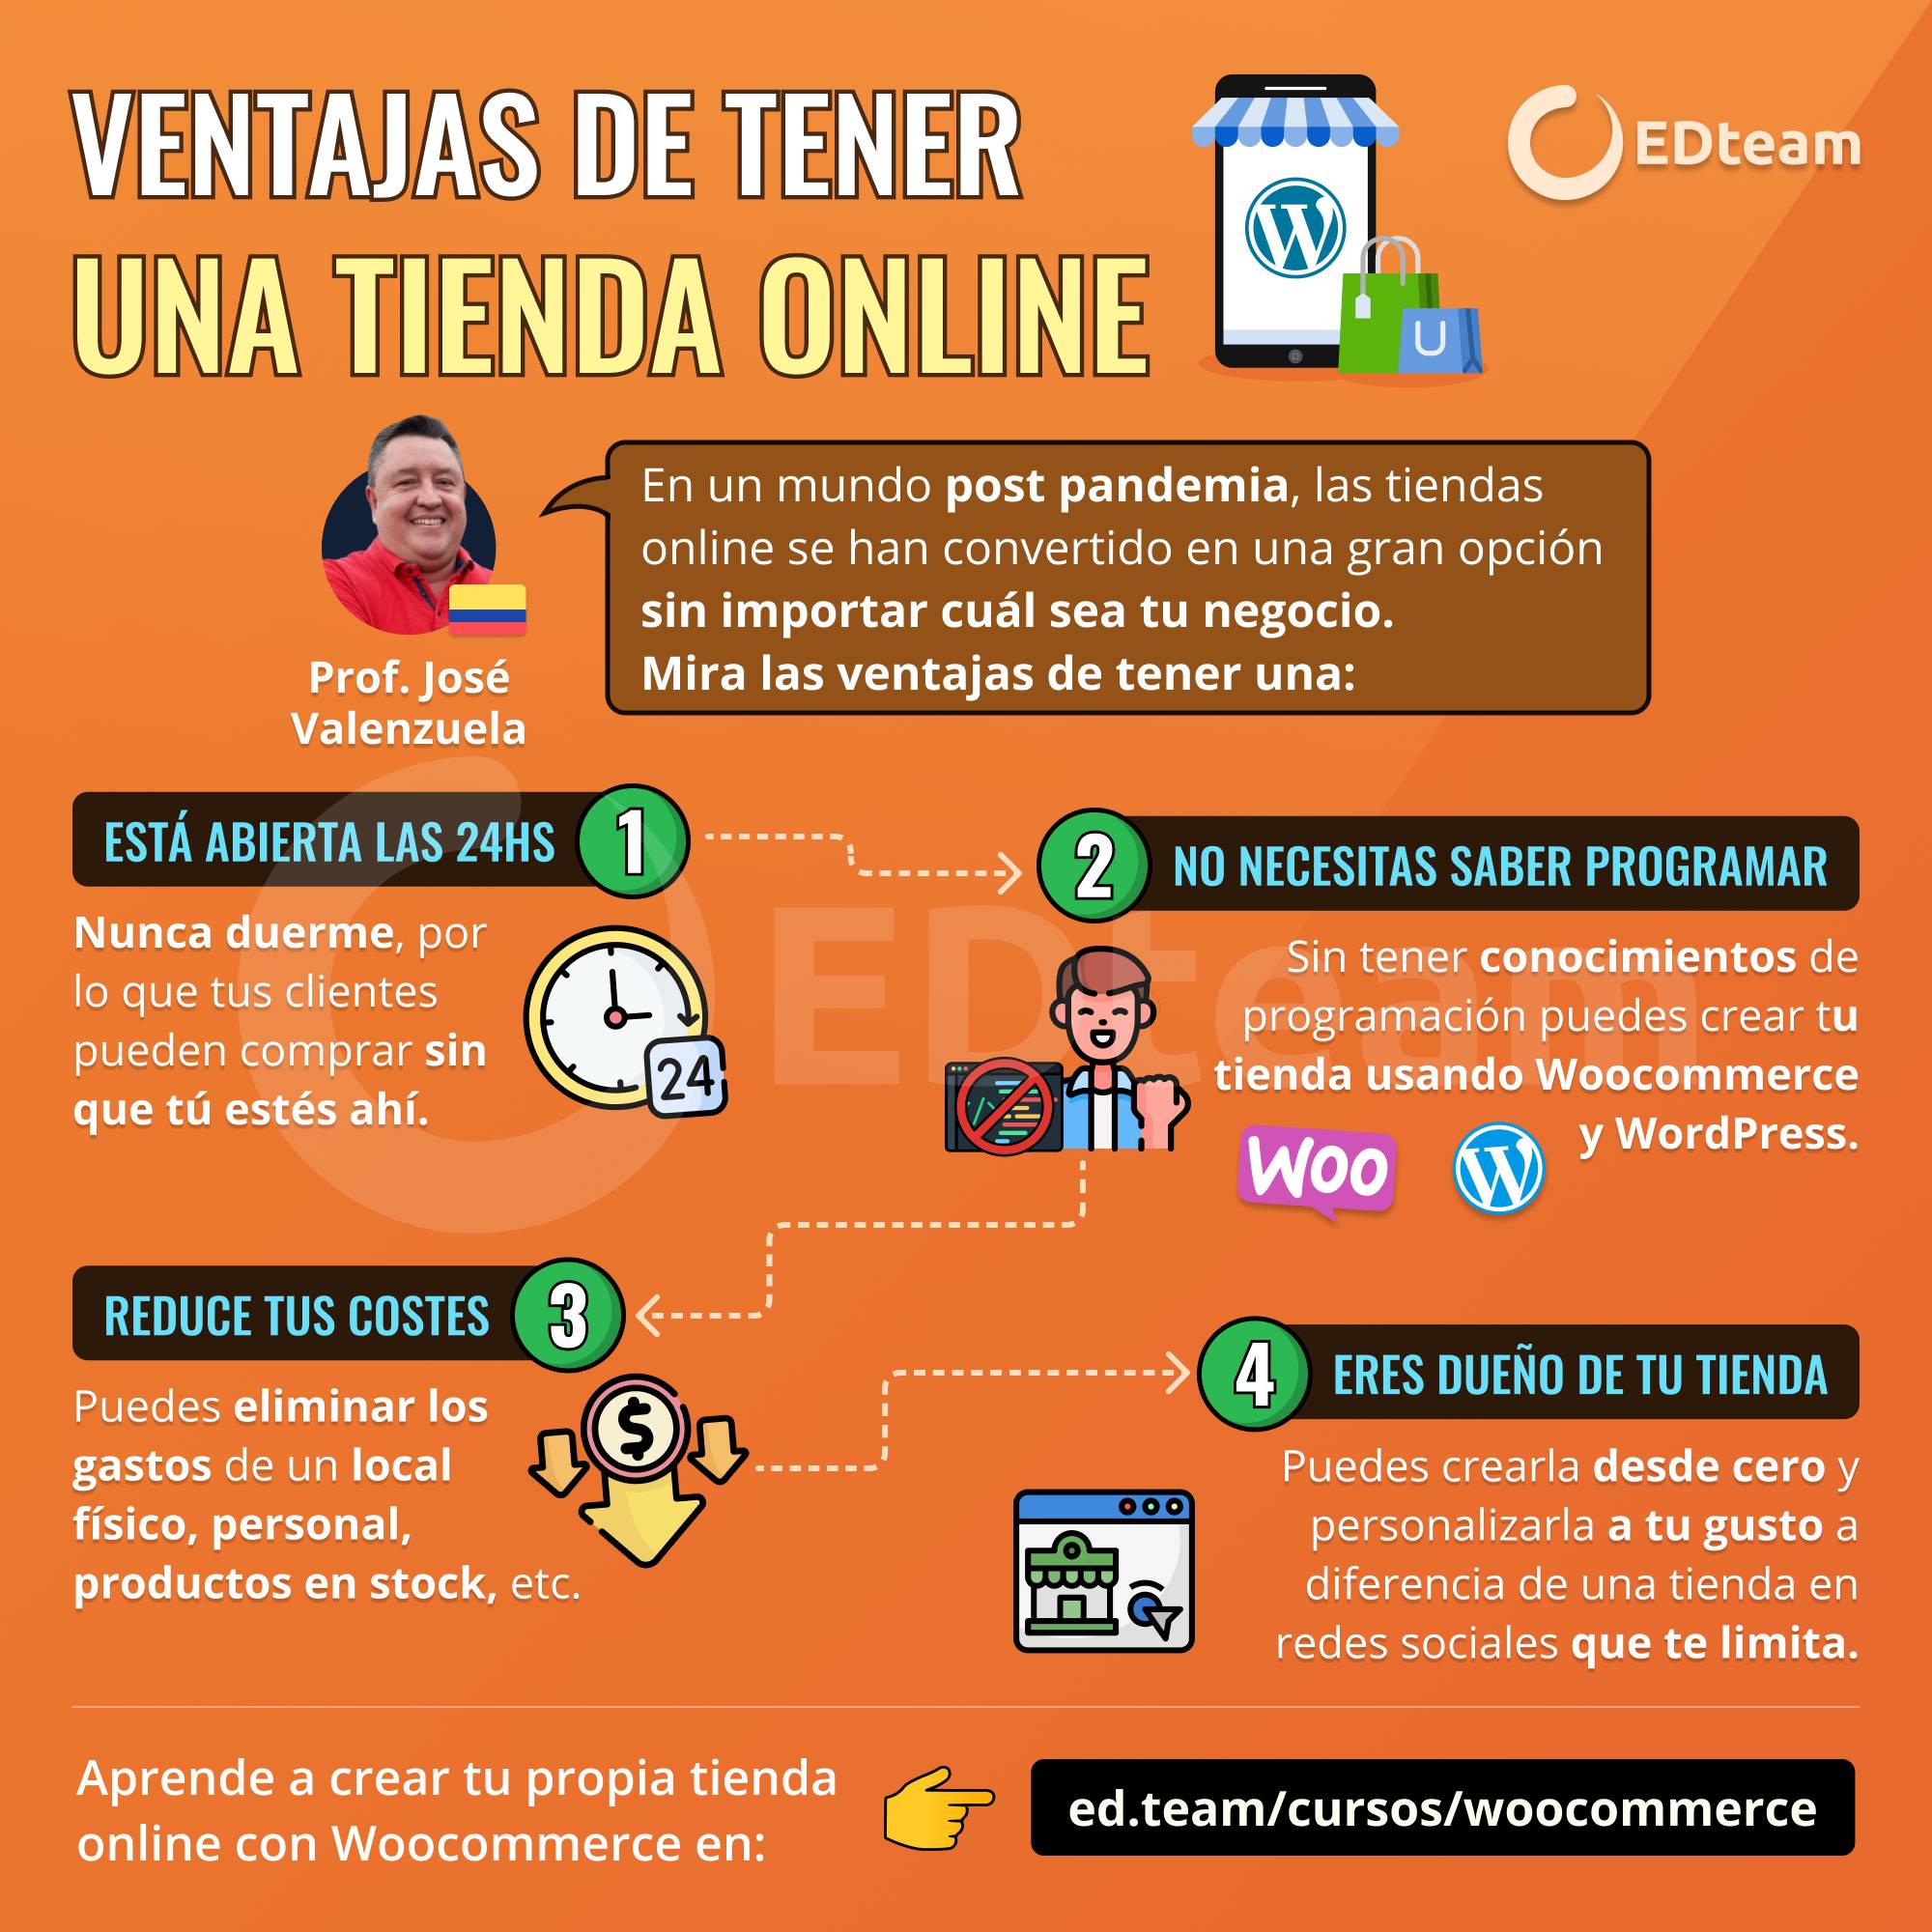 VENTAJAS DE TENER
UNA TIENDA ONLINE
EDteam
En un mundo post pandemia, las tiendas
online se han convertido en una gran opción
sin importar cuál sea tu negocio.
Mira las ventajas de tener una:
Prof. José
Valenzuela
ESTÁ ABIERTA LAS 24HS
1
Nunca duerme, por
lo que tus clientes
pueden comprar sin
que tú estés ahí.
24
2
NO NECESITAS SABER PROGRAMAR
Sin tener conocimientos de
programación puedes crear tu
tienda usando Woocommerce
y WordPress.
WOO
W
EDteam
REDUCE TUS COSTES
3
Puedes eliminar los
gastos de un local
físico, personal,
productos en stock, etc.
$
4
ERES DUEÑO DE TU TIENDA
Puedes crearla desde cero y
personalizarla a tu gusto a
diferencia de una tienda en
redes sociales que te limita.
Aprende a crear tu propia tienda
online con Woocommerce en:
ed.team/cursos/woocommerce